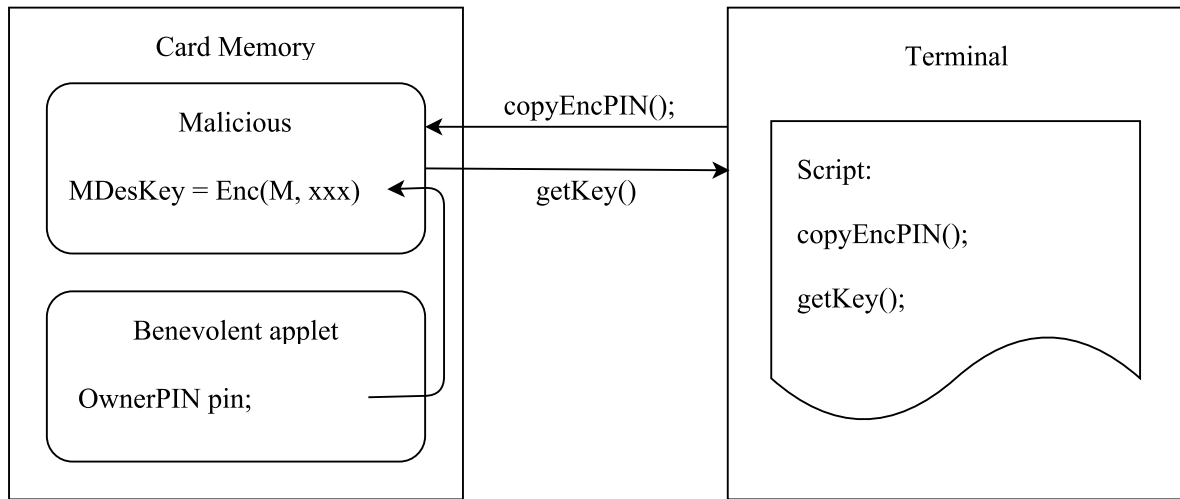 Card Memory
Malicious
MDesKey = Enc(M, xxx)
Benevolent applet
OwnerPIN pin;
copyEncPIN();
getKey()
Terminal
Script:
copyEncPIN();
getKey();